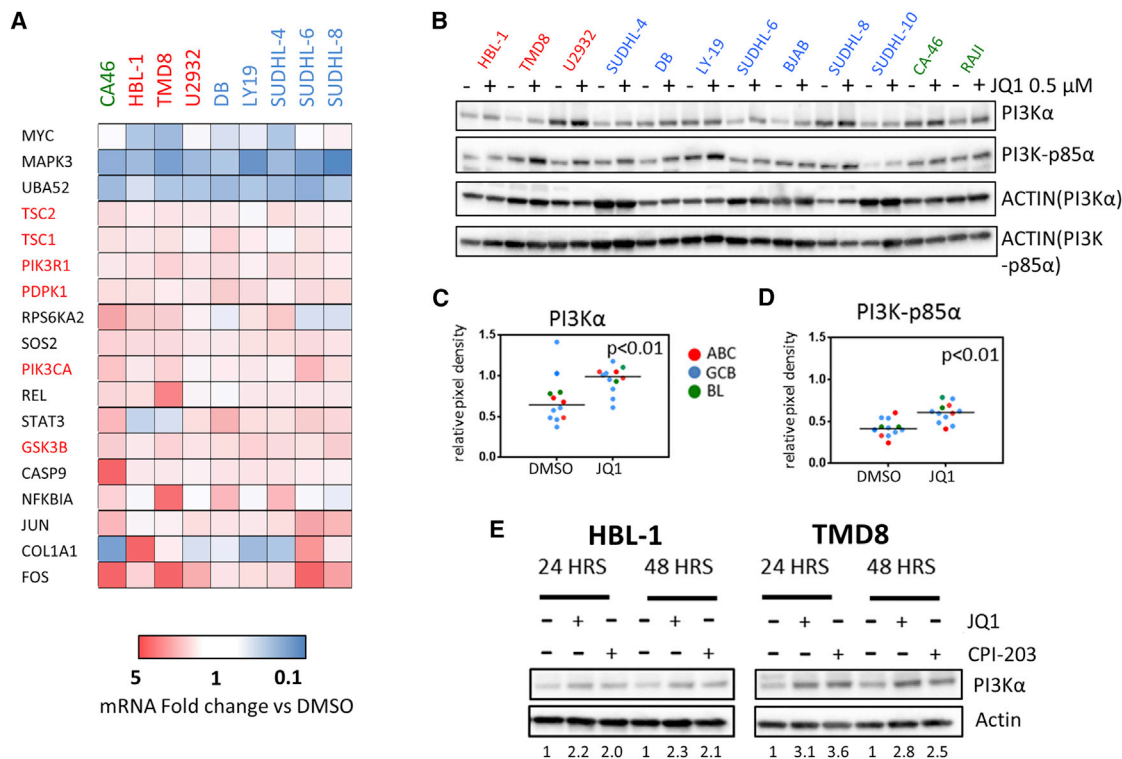 A
CA46 HBL-1 TMD8 U2932 DB LY19 SUDHL-4 SUDHL-6 SUDHL-8
MYC
MAPK3
UBA52
TSC2
TSC1
PIK3R1
PDPK1
RPS6KA2
SOS2
PIK3CA
REL
STAT3
GSK3B
CASP9
NFKBIA
JUN
COL1A1
FOS
5 1 0.1
mRNA Fold change vs DMSO
B
HBL-1 TMD8 U2932 SUDHL-4 DB LY-19 SUDHL-6 BJAB SUDHL-8 SUDHL-10 CA-46 RAJI
- + - + - + - + - + - + - + - + - + - + - + - + JQ1 0.5 μM
PI3Kα
PI3K-p85α
ACTIN(PI3Kα)
ACTIN(PI3K
-p85α)
C
PI3Kα
p<0.01
relative pixel density
1.5
1.0
0.5
0.0
DMSO JQ1
ABC
GCB
BL
D
PI3K-p85α
p<0.01
relative pixel density
1.5
1.0
0.5
0.0
DMSO JQ1
E
HBL-1 TMD8
24 HRS 48 HRS 24 HRS 48 HRS
- + - - + - - + - - + - JQ1
- - + - - + - - + - - + CPI-203
PI3Kα
Actin
1 2.2 2.0 1 2.3 2.1 1 3.1 3.6 1 2.8 2.5